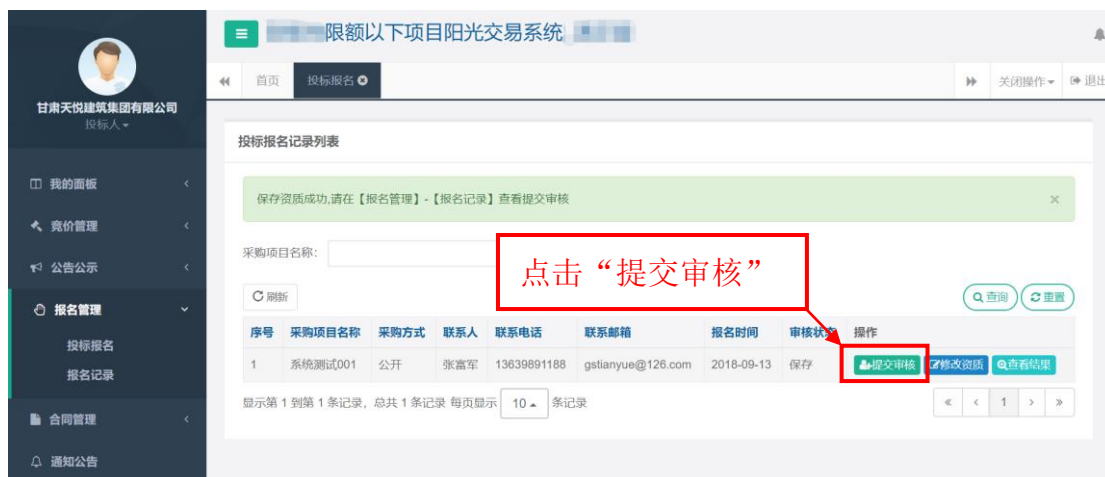 限额以下项目阳光交易系统
首页 投标报名 关闭操作 退出
甘肃天悦建筑集团有限公司
投标人
我的面板
竞价管理
公告公示
报名管理
投标报名
报名记录
合同管理
通知公告
投标报名记录列表
保存资质成功,请在【报名管理】-【报名记录】查看提交审核 ×
采购项目名称：
点击“提交审核”
刷新 查询 重置
序号 采购项目名称 采购方式 联系人 联系电话 联系邮箱 报名时间 审核状态 操作
1 系统测试001 公开 张富军 13639891188 gstianyue@126.com 2018-09-13 保存 提交审核 修改资质 查看结果
显示第 1 到第 1 条记录，总共 1 条记录 每页显示 10 条记录 « ‹ 1 › »